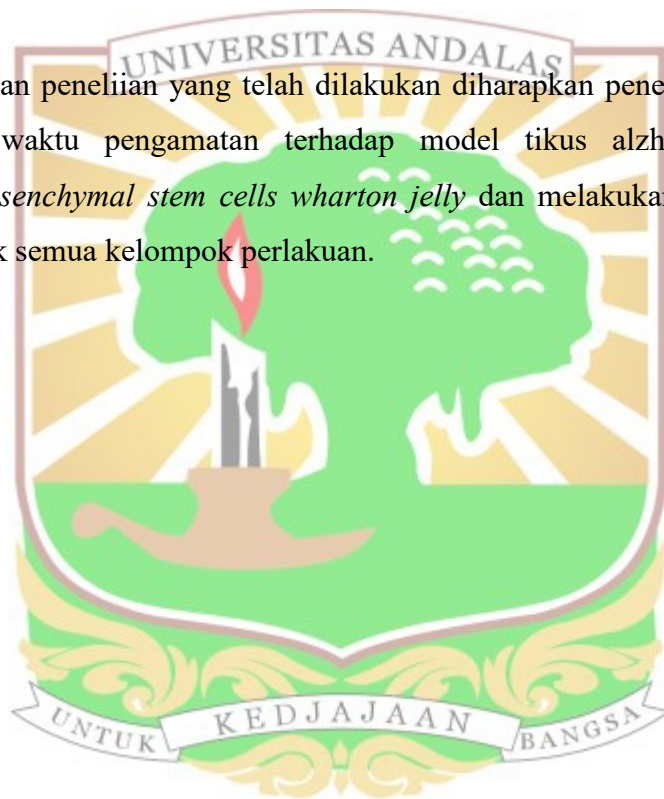 UNIVERSITAS ANDALAS
an peneliian yang telah dilakukan diharapkan pene
waktu pengamatan terhadap model tikus alzh
senchymal stem cells wharton jelly dan melakukan
k semua kelompok perlakuan.
UNTUK KEDJAJAAN BANGSA